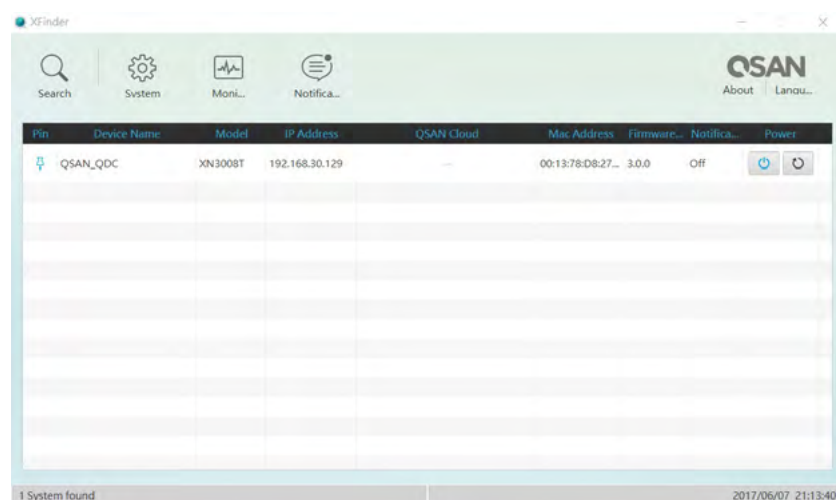 XFinder
QSAN
Search System Moni... Notifica... About Langu...
Pin Device Name Model IP Address QSAN Cloud Mac Address Firmware... Notifica... Power
QSAN_QDC XN3008T 192.168.30.129 --- 00:13:78:D8:27... 3.0.0 Off
1 System found 2017/06/07 21:13:40